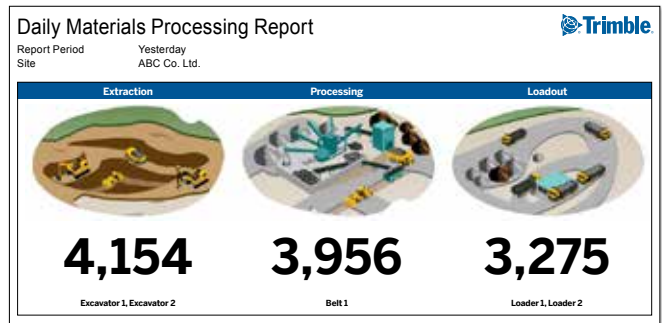 Daily Materials Processing Report
Trimble.
Report Period Yesterday
Site ABC Co. Ltd.
Extraction Processing Loadout
4,154 3,956 3,275
Excavator 1, Excavator 2 Belt 1 Loader 1, Loader 2